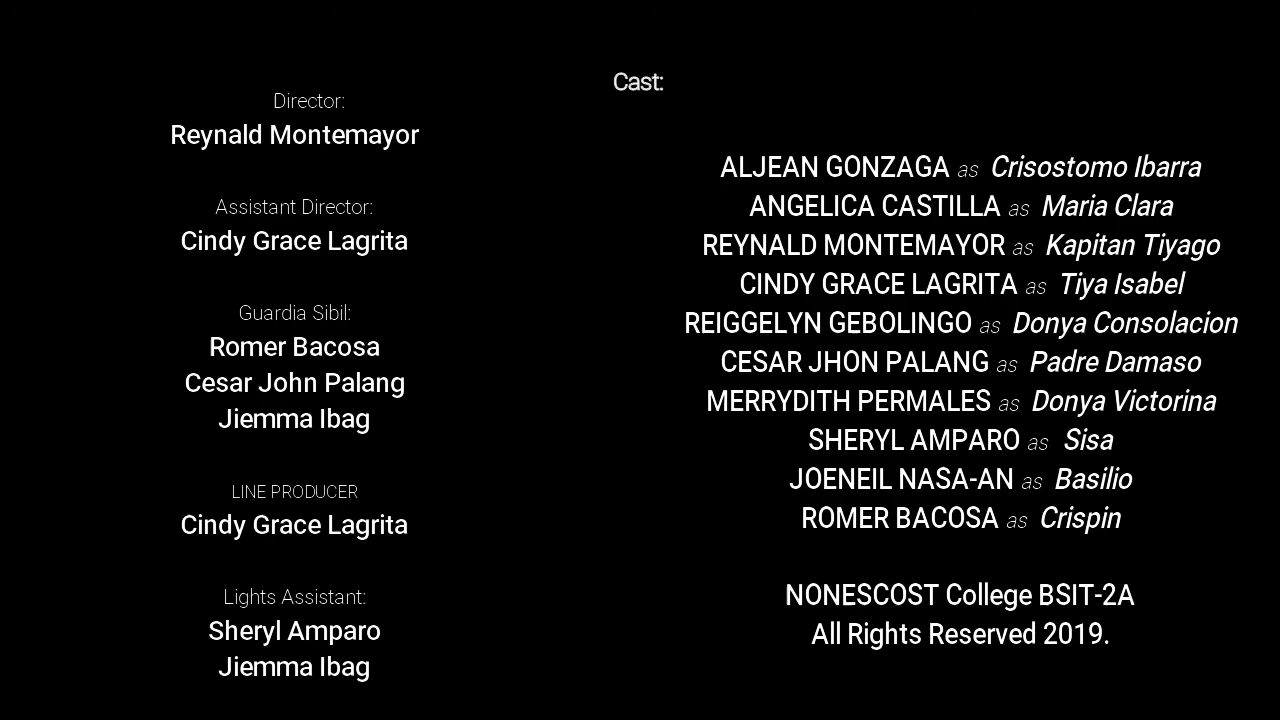 Director:
Reynald Montemayor
Assistant Director:
Cindy Grace Lagrita
Guardia Sibil:
Romer Bacosa
Cesar John Palang
Jiemma Ibag
LINE PRODUCER
Cindy Grace Lagrita
Lights Assistant:
Sheryl Amparo
Jiemma Ibag
Cast:
ALJEAN GONZAGA as Crisostomo Ibarra
ANGELICA CASTILLA as Maria Clara
REYNALD MONTEMAYOR as Kapitan Tiyago
CINDY GRACE LAGRITA as Tiya Isabel
REIGGELYN GEBOLINGO as Donya Consolacion
CESAR JHON PALANG as Padre Damaso
MERRYDITH PERMALES as Donya Victorina
SHERYL AMPARO as Sisa
JOENEIL NASA-AN as Basilio
ROMER BACOSA as Crispin
NONESCOST College BSIT-2A
All Rights Reserved 2019.